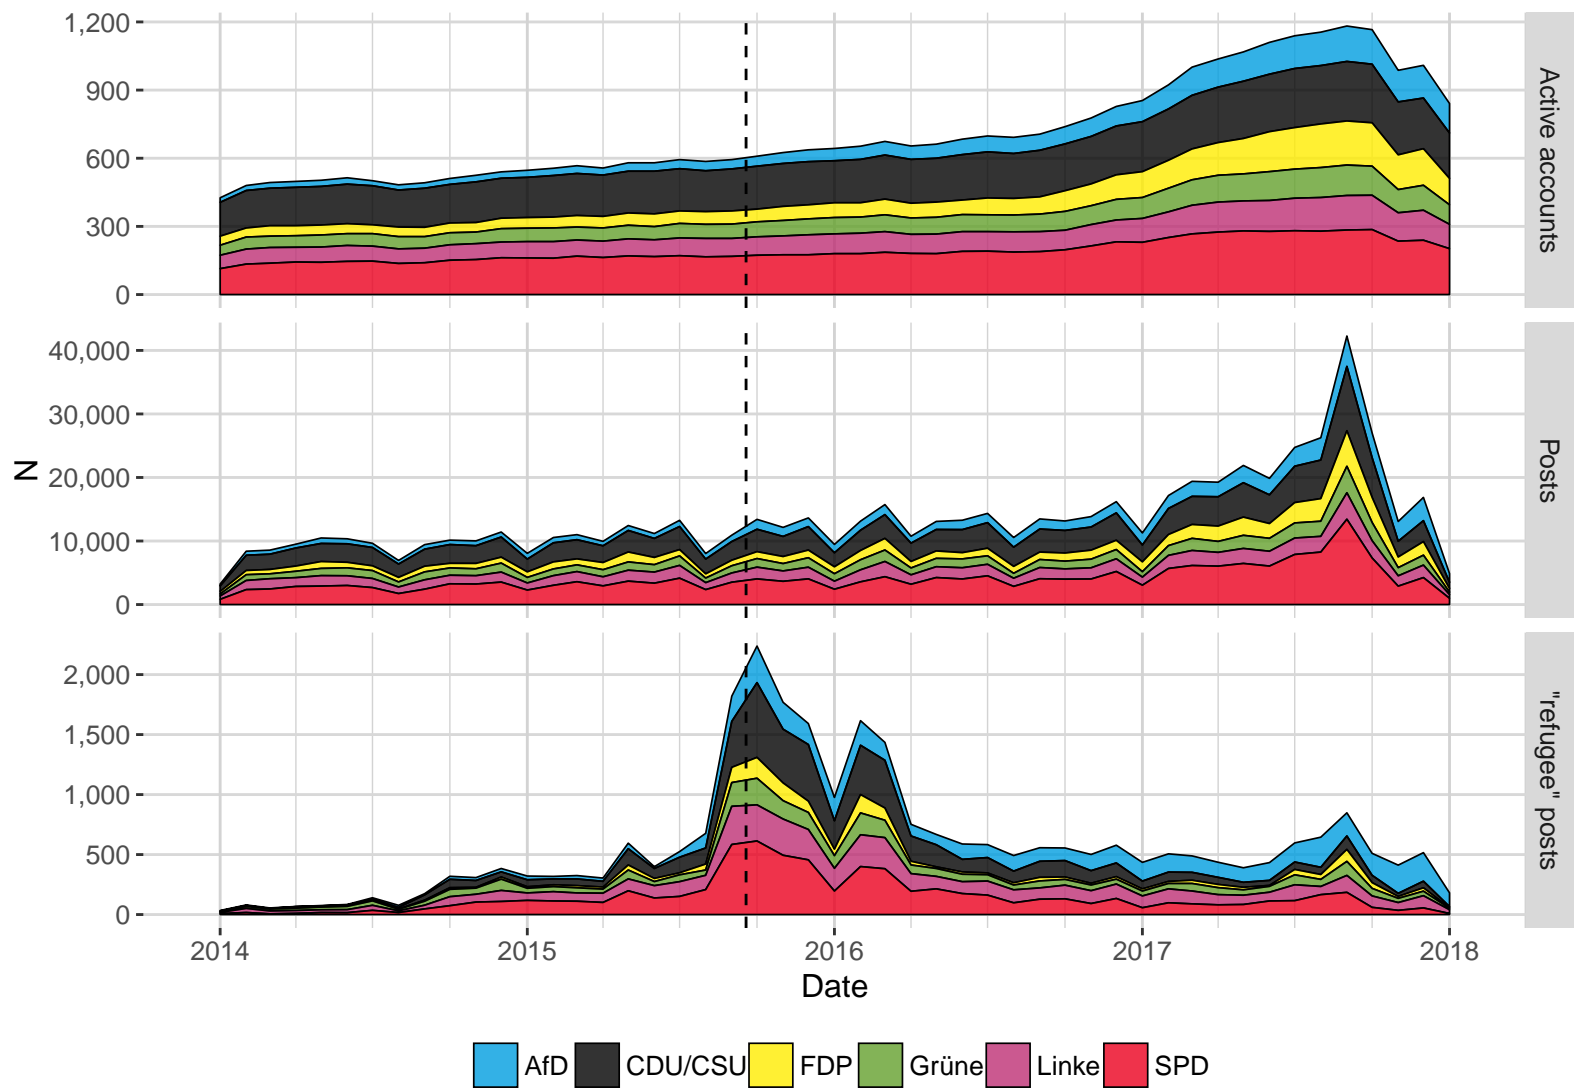 1,200
900
600
300
0
Active accounts
40,000
30,000
20,000
10,000
0
Posts
N
2,000
1,500
1,000
500
0
"refugee" posts
2014 2015 2016 2017 2018
Date
AfD CDU/CSU FDP Grüne Linke SPD